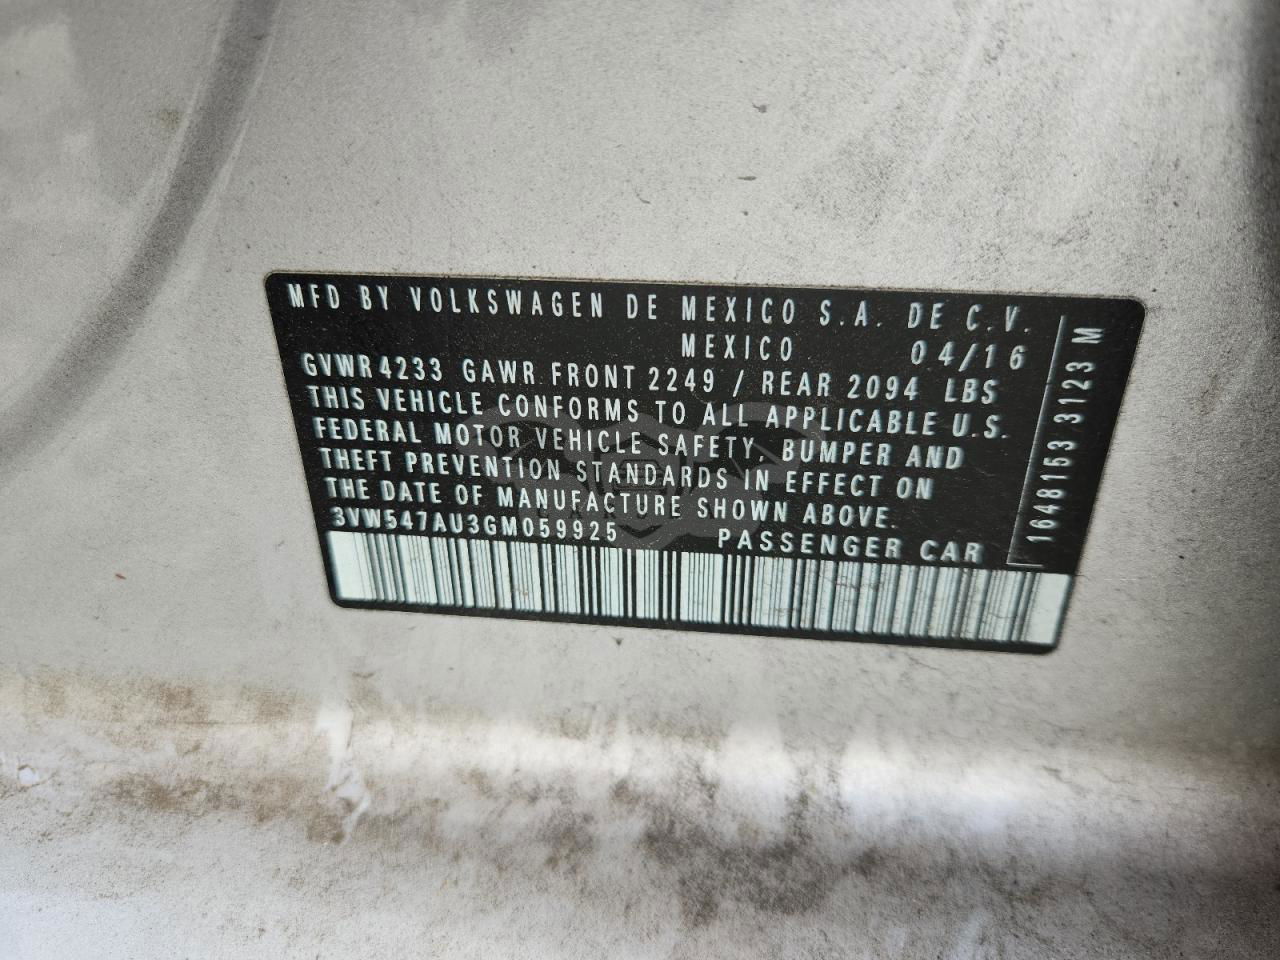 MFD BY VOLKSWAGEN DE MEXICO S.A. DE C.V.
MEXICO 04/16
GVWR 4233 GAWR FRONT 2249 / REAR 2094 LBS
THIS VEHICLE CONFORMS TO ALL APPLICABLE U.S.
FEDERAL MOTOR VEHICLE SAFETY, BUMPER AND
THEFT PREVENTION STANDARDS IN EFFECT ON
THE DATE OF MANUFACTURE SHOWN ABOVE.
3VW547AU3GM059925 PASSENGER CAR
1648153 3123 M